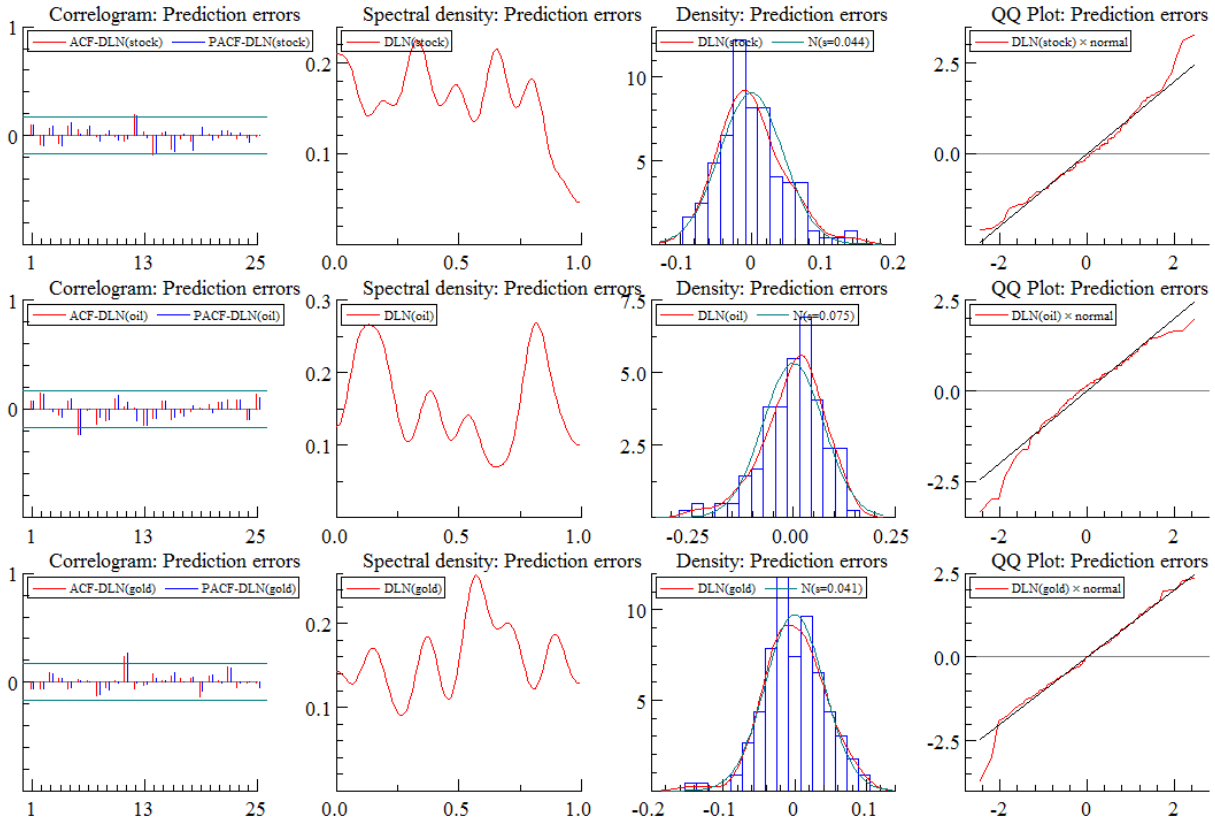 Correlogram: Prediction errors
ACF-DLN(stock) PACF-DLN(stock)
1
0
1 13 25
Spectral density: Prediction errors
DLN(stock)
0.2
0.1
0.0 0.5 1.0
Density: Prediction errors
DLN(stock) N(s=0.044)
10
5
-0.1 0 0.1 0.2
QQ Plot: Prediction errors
DLN(stock) × normal
2.5
0.0
-2 0 2
Correlogram: Prediction errors
ACF-DLN(oil) PACF-DLN(oil)
1
0
1 13 25
Spectral density: Prediction errors
DLN(oil)
0.3
0.2
0.1
0.0 0.5 1.0
Density: Prediction errors
DLN(oil) N(s=0.075)
7.5
5.0
2.5
-0.25 0.00 0.25
QQ Plot: Prediction errors
DLN(oil) × normal
2.5
0.0
-2.5
-2 0 2
Correlogram: Prediction errors
ACF-DLN(gold) PACF-DLN(gold)
1
0
1 13 25
Spectral density: Prediction errors
DLN(gold)
0.2
0.1
0.0 0.5 1.0
Density: Prediction errors
DLN(gold) N(s=0.041)
10
5
-0.2 -0.1 0 0.1
QQ Plot: Prediction errors
DLN(gold) × normal
2.5
0.0
-2.5
-2 0 2